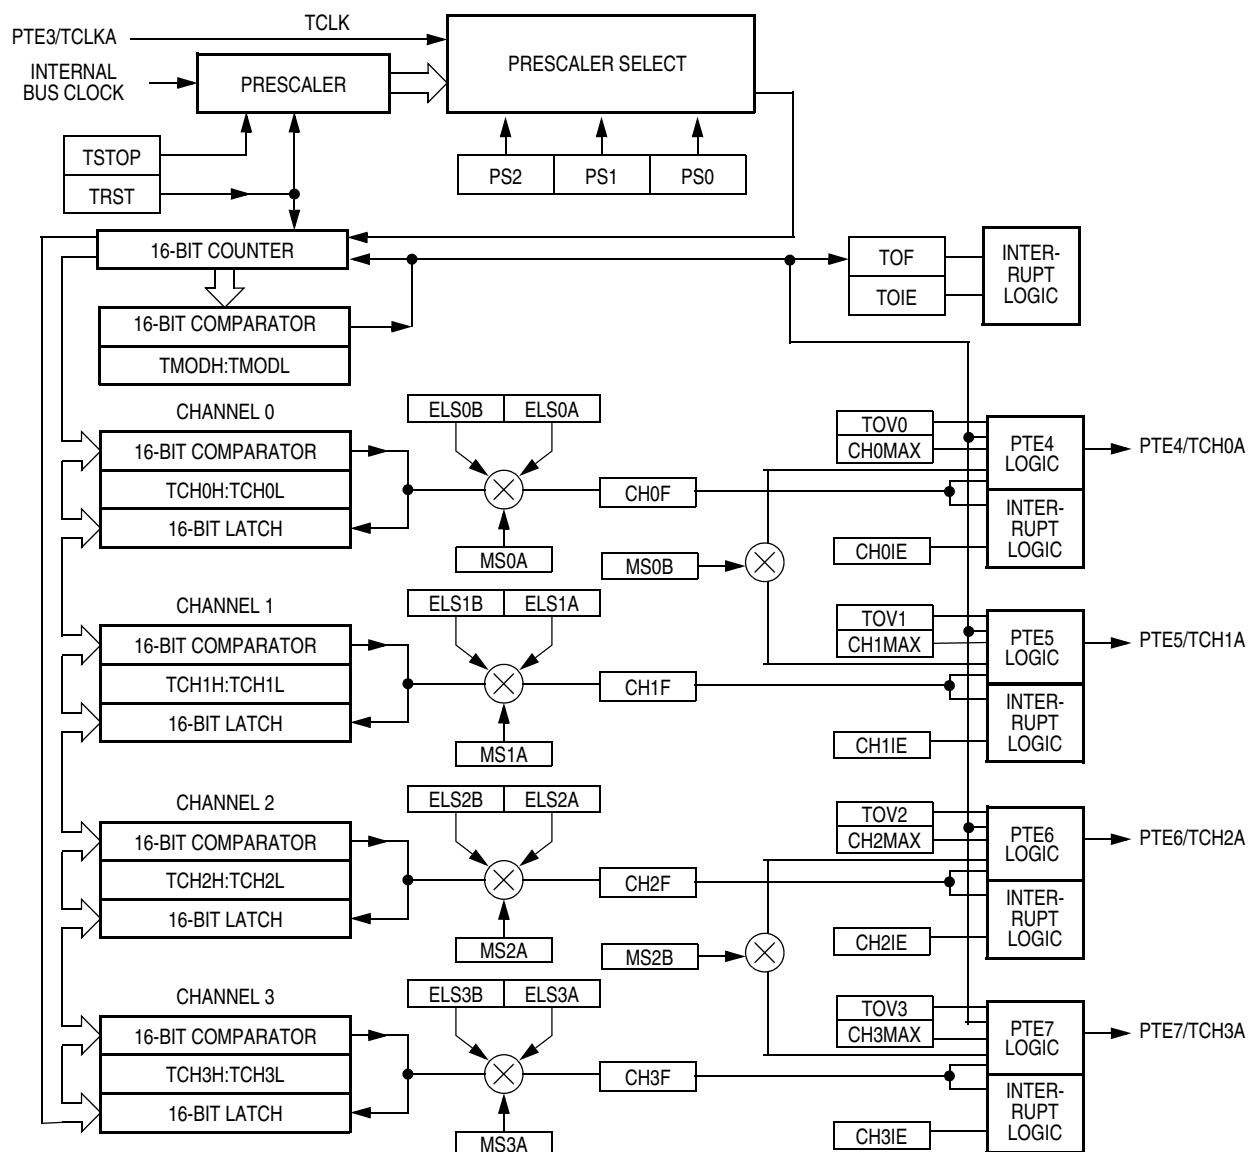 PTE3/TCLKA
TCLK
INTERNAL
BUS CLOCK
PRESCALER
PRESCALER SELECT
TSTOP
TRST
PS2
PS1
PS0
16-BIT COUNTER
TOF
TOIE
INTER-
RUPT
LOGIC
16-BIT COMPARATOR
TMODH:TMODL
CHANNEL 0
16-BIT COMPARATOR
TCH0H:TCH0L
16-BIT LATCH
ELS0B
ELS0A
MS0A
CH0F
MS0B
TOV0
CH0MAX
CH0IE
PTE4
LOGIC
INTER-
RUPT
LOGIC
PTE4/TCH0A
CHANNEL 1
16-BIT COMPARATOR
TCH1H:TCH1L
16-BIT LATCH
ELS1B
ELS1A
MS1A
CH1F
TOV1
CH1MAX
CH1IE
PTE5
LOGIC
INTER-
RUPT
LOGIC
PTE5/TCH1A
CHANNEL 2
16-BIT COMPARATOR
TCH2H:TCH2L
16-BIT LATCH
ELS2B
ELS2A
MS2A
CH2F
MS2B
TOV2
CH2MAX
CH2IE
PTE6
LOGIC
INTER-
RUPT
LOGIC
PTE6/TCH2A
CHANNEL 3
16-BIT COMPARATOR
TCH3H:TCH3L
16-BIT LATCH
ELS3B
ELS3A
MS3A
CH3F
TOV3
CH3MAX
CH3IE
PTE7
LOGIC
INTER-
RUPT
LOGIC
PTE7/TCH3A